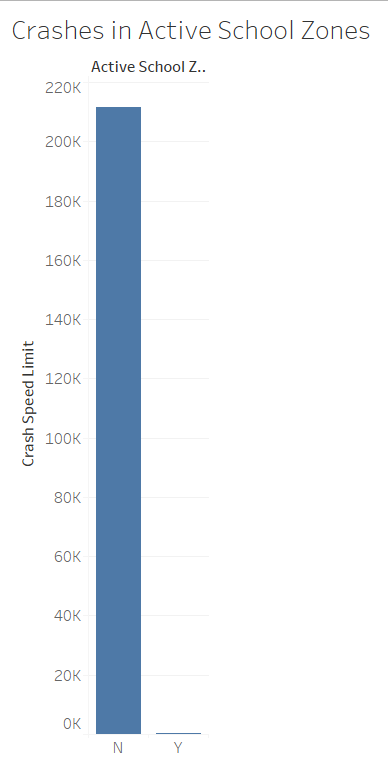 Crashes in Active School Zones
Active School Z..
220K
200K
180K
160K
140K
120K
100K
80K
60K
40K
20K
0K
Crash Speed Limit
N
Y